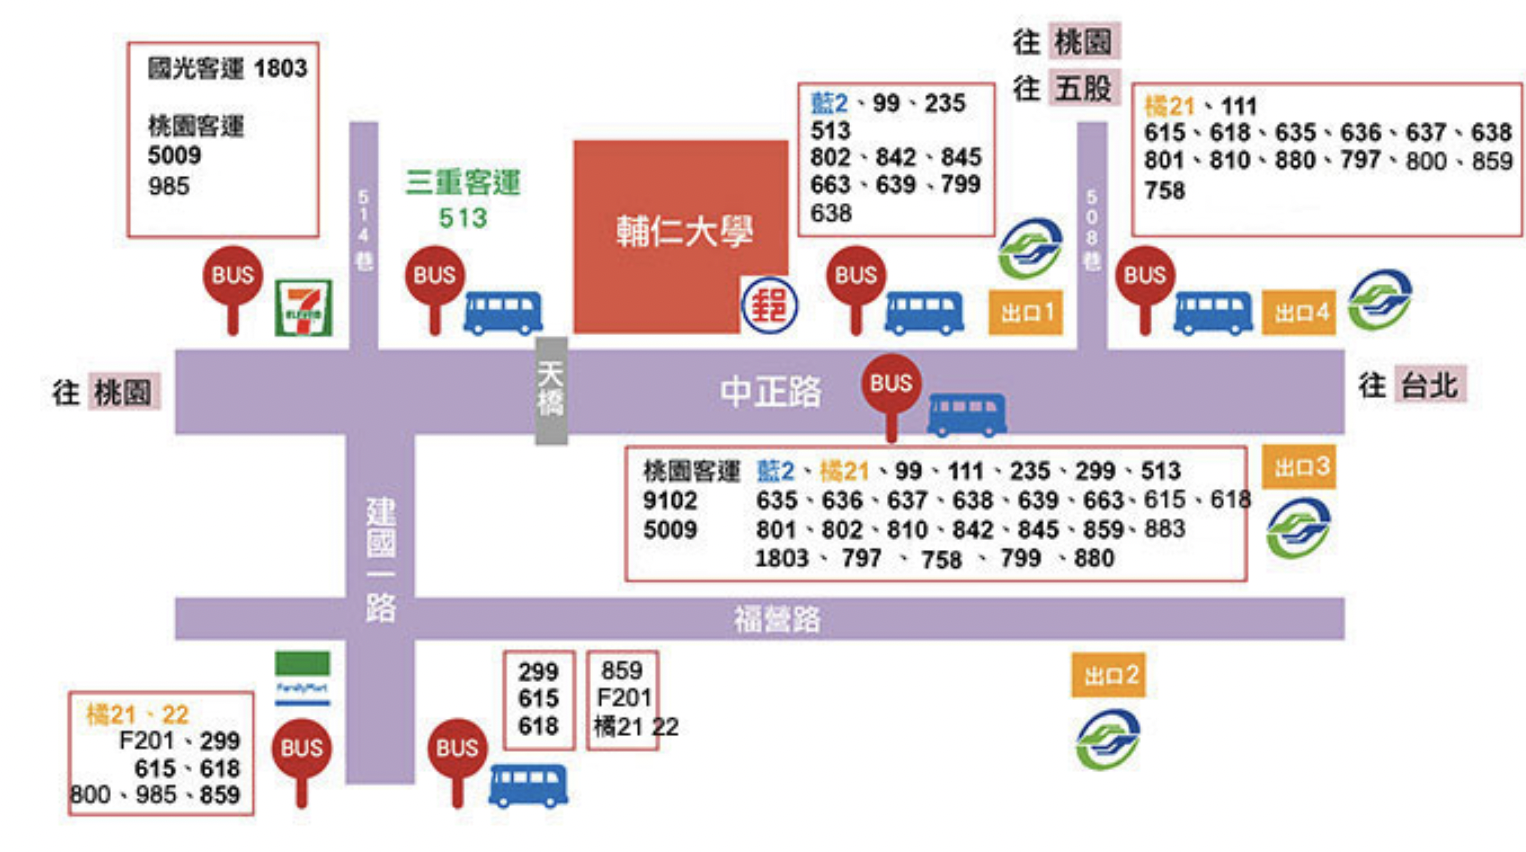 國光客運 1803
桃園客運
5009
985
514巷
三重客運
513
輔仁大學
郵
藍2、99、235
513
802、842、845
663、639、799
638
往 桃園
往 五股
508巷
橘21、111
615、618、635、636、637、638
801、810、880、797、800、859
758
BUS
7
ELEVEN
BUS
BUS
出口1
BUS
出口4
往 桃園
天橋
中正路
BUS
往 台北
桃園客運 藍2、橘21、99、111、235、299、513
9102 635、636、637、638、639、663、615、618
5009 801、802、810、842、845、859、883
1803、797、758、799、880
出口3
建國一路
福營路
FamilyMart
橘21、22
F201、299
615、618
800、985、859
BUS
BUS
299
615
618
859
F201
橘21 22
出口2